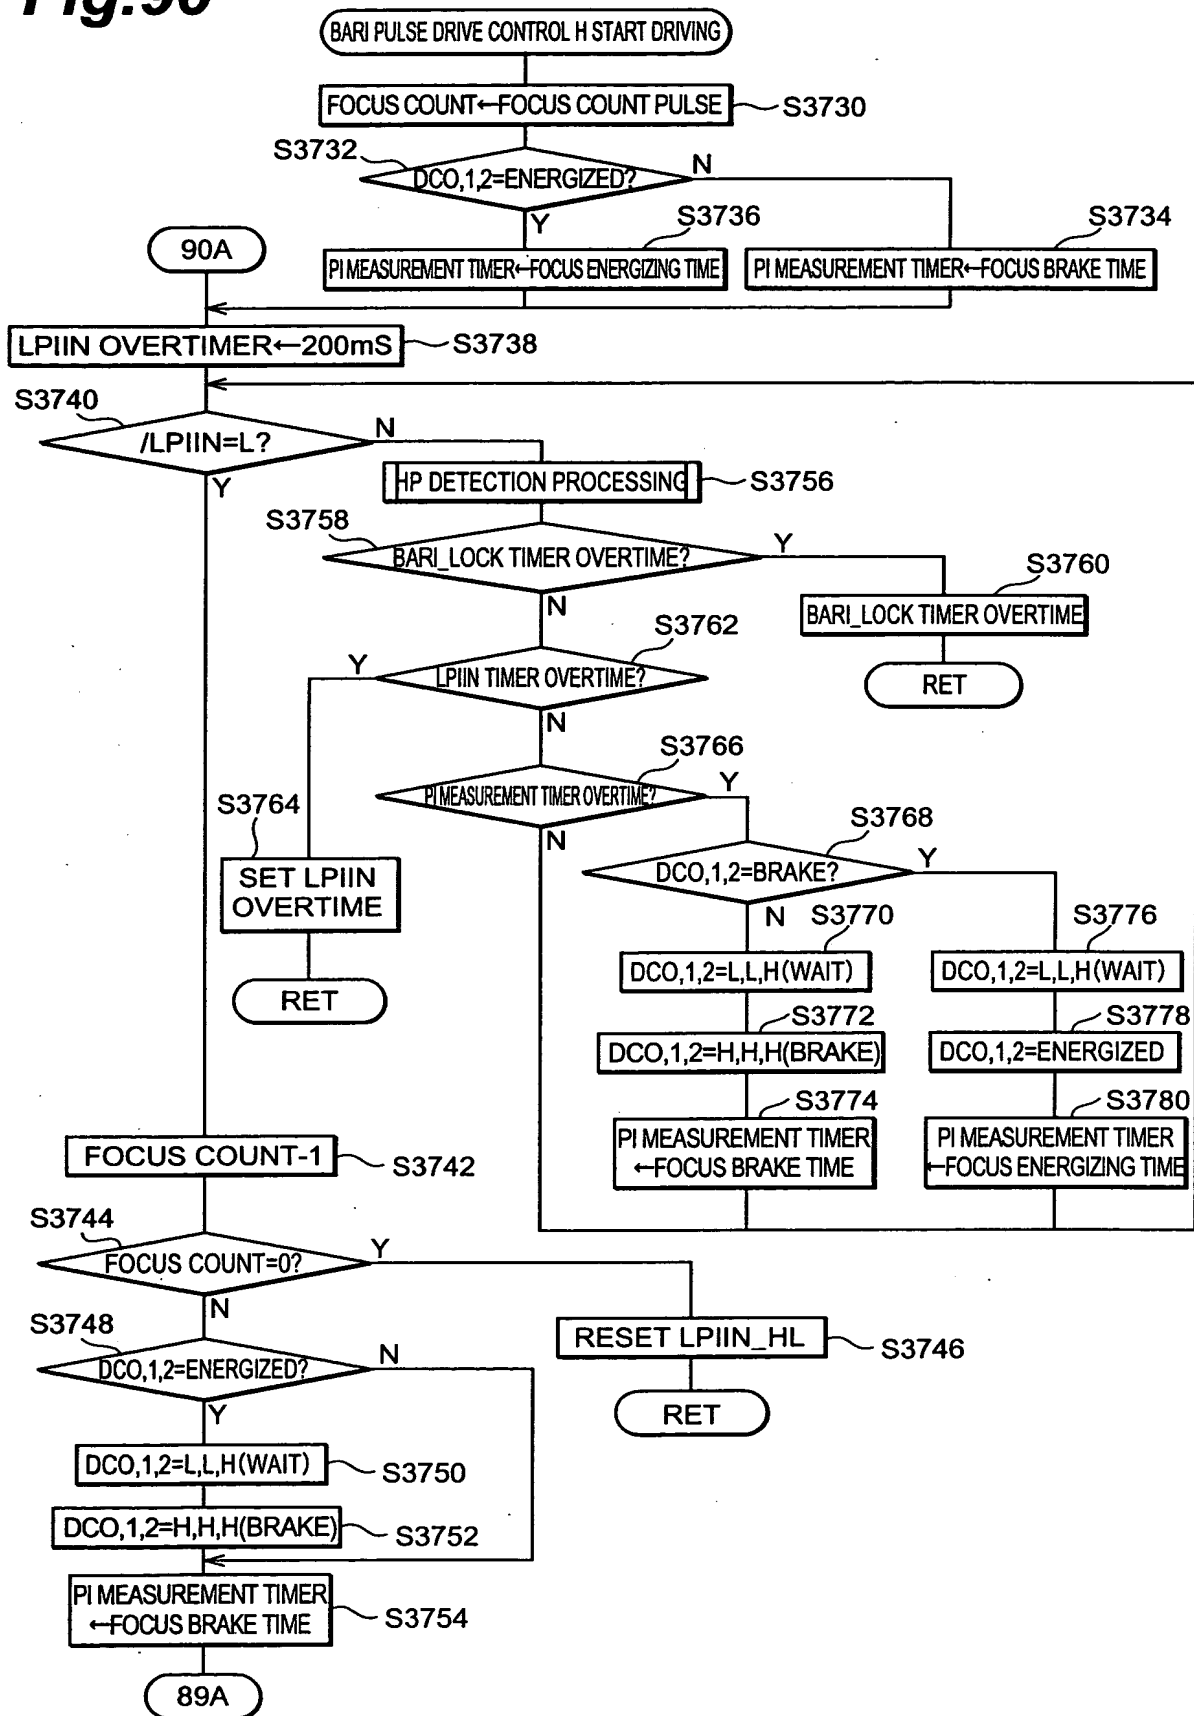 Fig.90
BARI PULSE DRIVE CONTROL H START DRIVING
FOCUS COUNT←FOCUS COUNT PULSE
S3730
S3732
DCO,1,2=ENERGIZED?
N
Y
S3736
S3734
90A
PI MEASUREMENT TIMER←FOCUS ENERGIZING TIME
PI MEASUREMENT TIMER←FOCUS BRAKE TIME
LPIIN OVERTIMER←200mS
S3738
S3740
/LPIIN=L?
N
Y
HP DETECTION PROCESSING
S3756
S3758
BARI_LOCK TIMER OVERTIME?
Y
N
S3760
BARI_LOCK TIMER OVERTIME
RET
S3762
LPIIN TIMER OVERTIME?
Y
N
S3766
PI MEASUREMENT TIMER OVERTIME?
Y
N
S3764
SET LPIIN
OVERTIME
RET
S3768
DCO,1,2=BRAKE?
Y
N
S3770
S3776
DCO,1,2=L,L,H(WAIT)
DCO,1,2=L,L,H(WAIT)
S3772
S3778
DCO,1,2=H,H,H(BRAKE)
DCO,1,2=ENERGIZED
S3774
S3780
PI MEASUREMENT TIMER
←FOCUS BRAKE TIME
PI MEASUREMENT TIMER
←FOCUS ENERGIZING TIME
FOCUS COUNT-1
S3742
S3744
FOCUS COUNT=0?
Y
N
RESET LPIIN_HL
S3746
RET
S3748
DCO,1,2=ENERGIZED?
N
Y
DCO,1,2=L,L,H(WAIT)
S3750
DCO,1,2=H,H,H(BRAKE)
S3752
PI MEASUREMENT TIMER
←FOCUS BRAKE TIME
S3754
89A